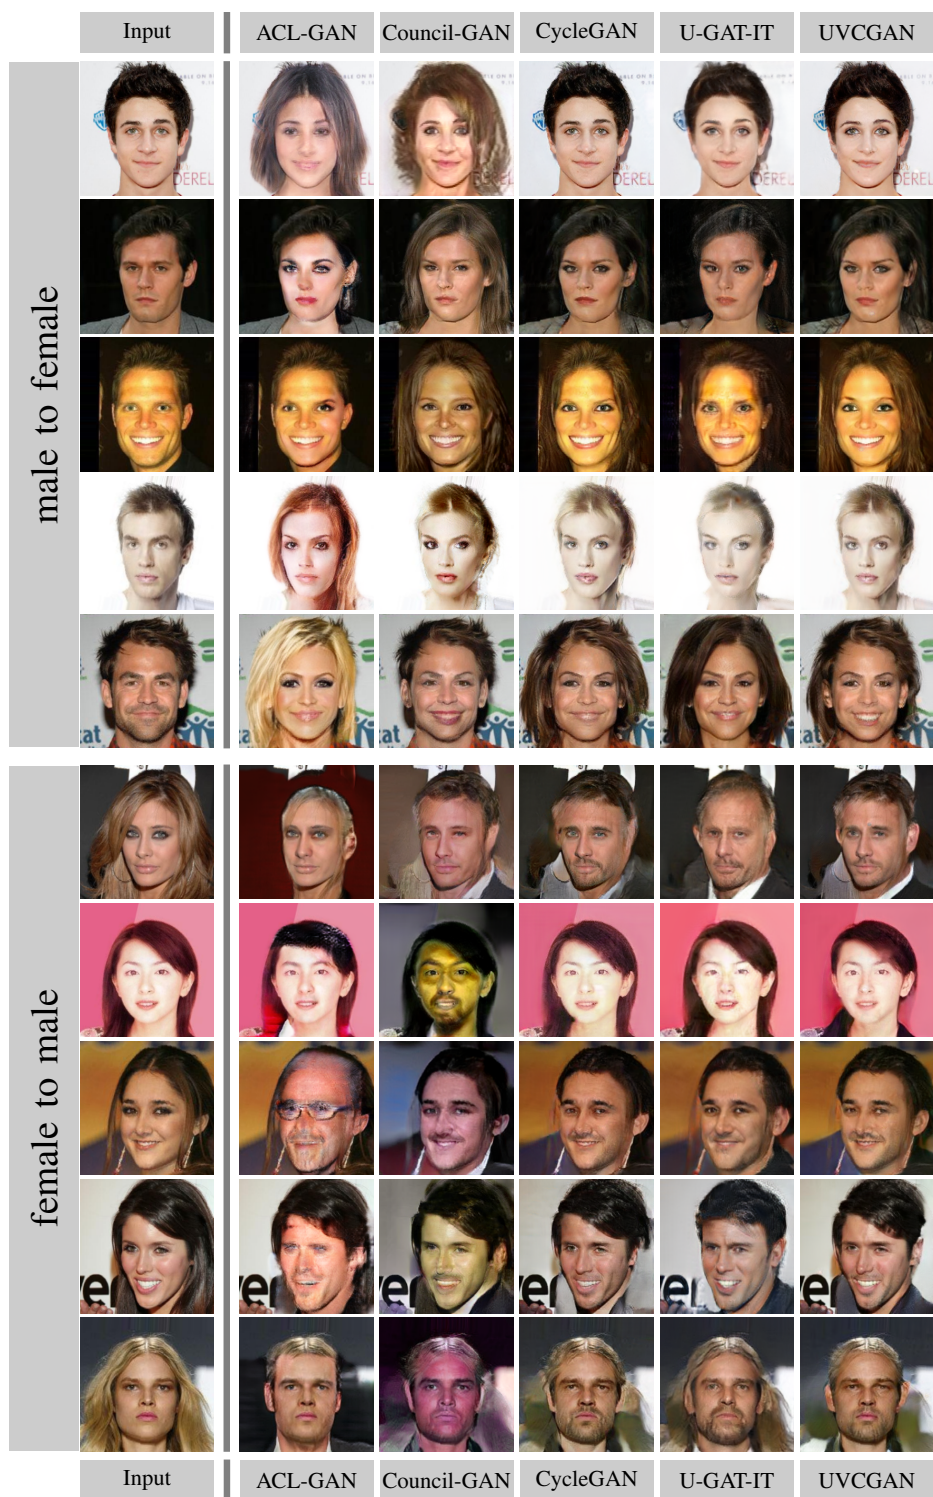 Input ACL-GAN Council-GAN CycleGAN U-GAT-IT UVCGAN
male to female
DEREL
female to male
Input ACL-GAN Council-GAN CycleGAN U-GAT-IT UVCGAN